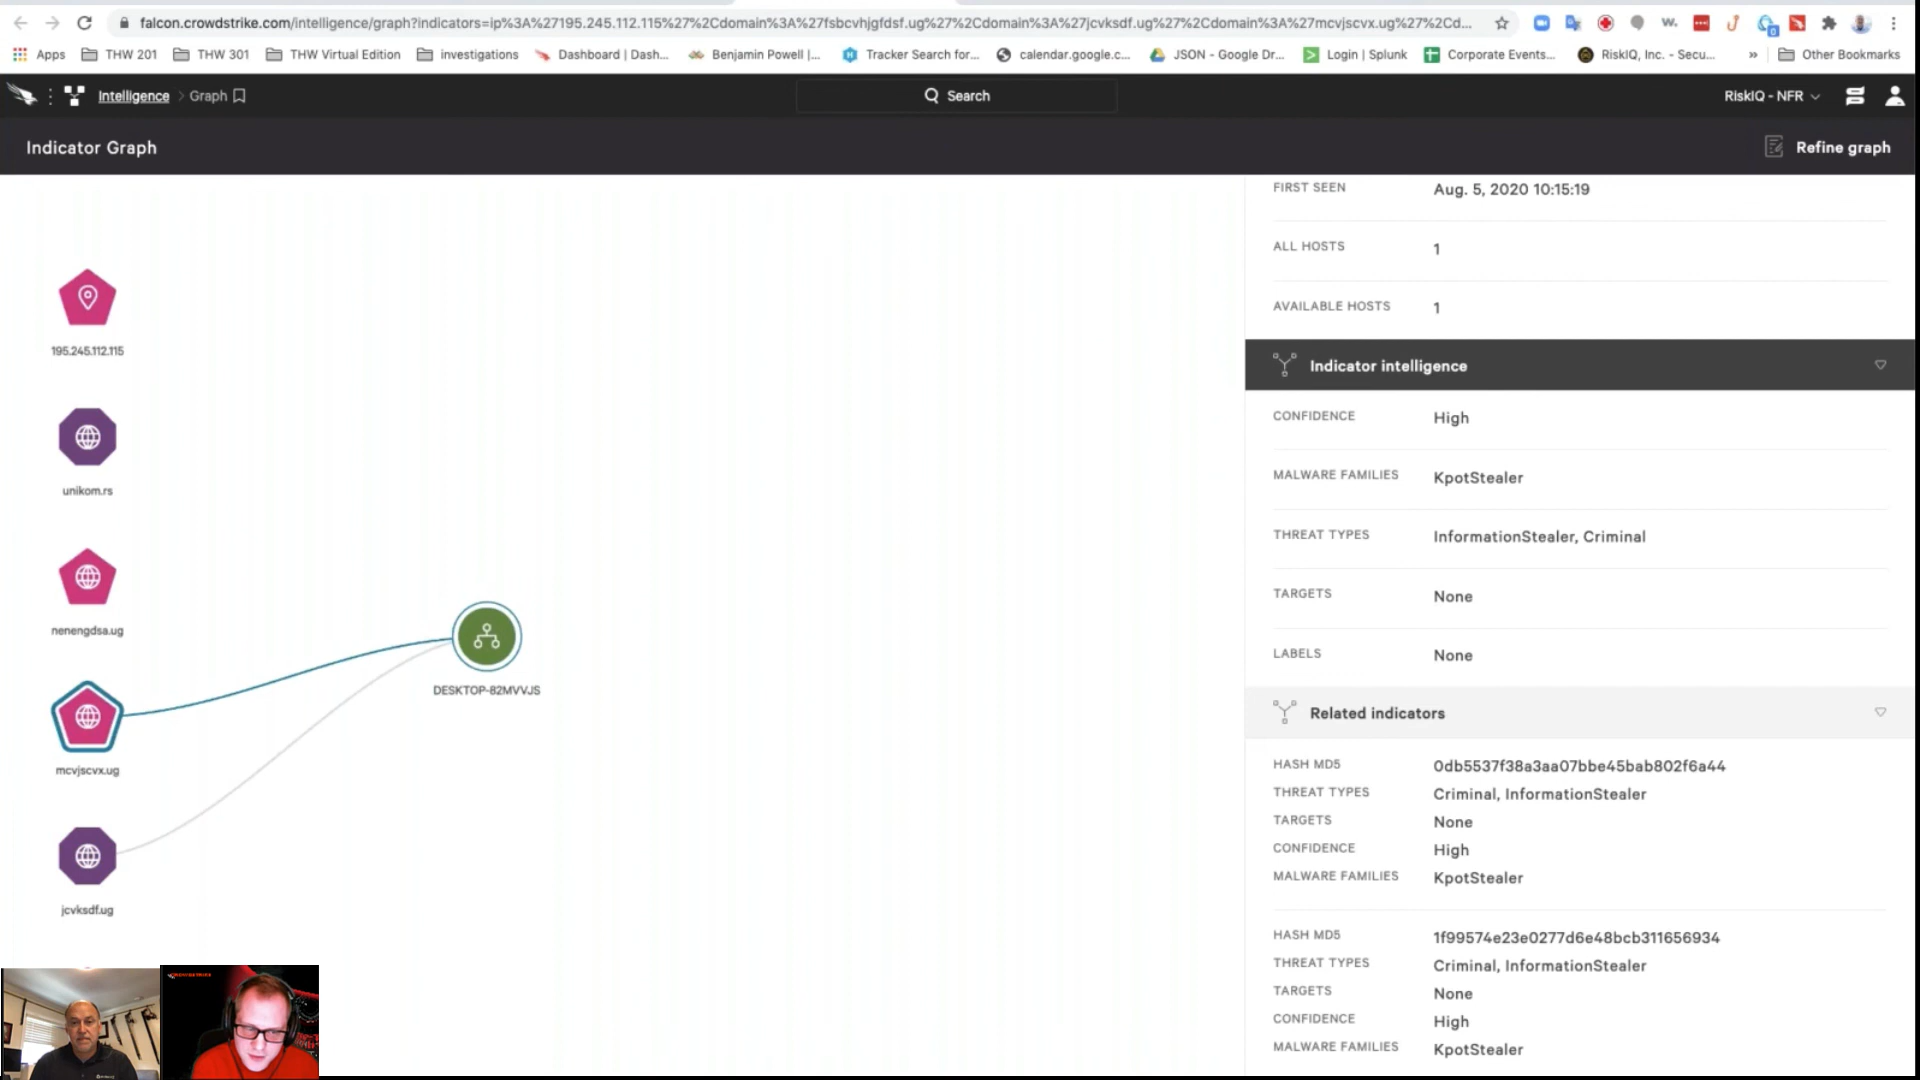 falcon.crowdstrike.com/intelligence/graph?indicators=ip%3A%27195.245.112.115%27%2Cdomain%3A%27fsbcvhjgfdsf.ug%27%2Cdomain%3A%27jcvksdf.ug%27%2Cdomain%3A%27mcvjscvx.ug%27%2Cd...
Apps THW 201 THW 301 THW Virtual Edition investigations Dashboard | Dash... Benjamin Powell |... Tracker Search for... calendar.google.c... JSON - Google Dr... Login | Splunk Corporate Events... RiskIQ, Inc. - Secu... » Other Bookmarks
Intelligence > Graph Search RiskIQ - NFR
Indicator Graph Refine graph
195.245.112.115
unikom.rs
nenengdsa.ug
mcvjscvx.ug
jcvksdf.ug
DESKTOP-82MVVJS
FIRST SEEN Aug. 5, 2020 10:15:19
ALL HOSTS 1
AVAILABLE HOSTS 1
Indicator intelligence
CONFIDENCE High
MALWARE FAMILIES KpotStealer
THREAT TYPES InformationStealer, Criminal
TARGETS None
LABELS None
Related indicators
HASH MD5 0db5537f38a3aa07bbe45bab802f6a44
THREAT TYPES Criminal, InformationStealer
TARGETS None
CONFIDENCE High
MALWARE FAMILIES KpotStealer
HASH MD5 1f99574e23e0277d6e48bcb311656934
THREAT TYPES Criminal, InformationStealer
TARGETS None
CONFIDENCE High
MALWARE FAMILIES KpotStealer